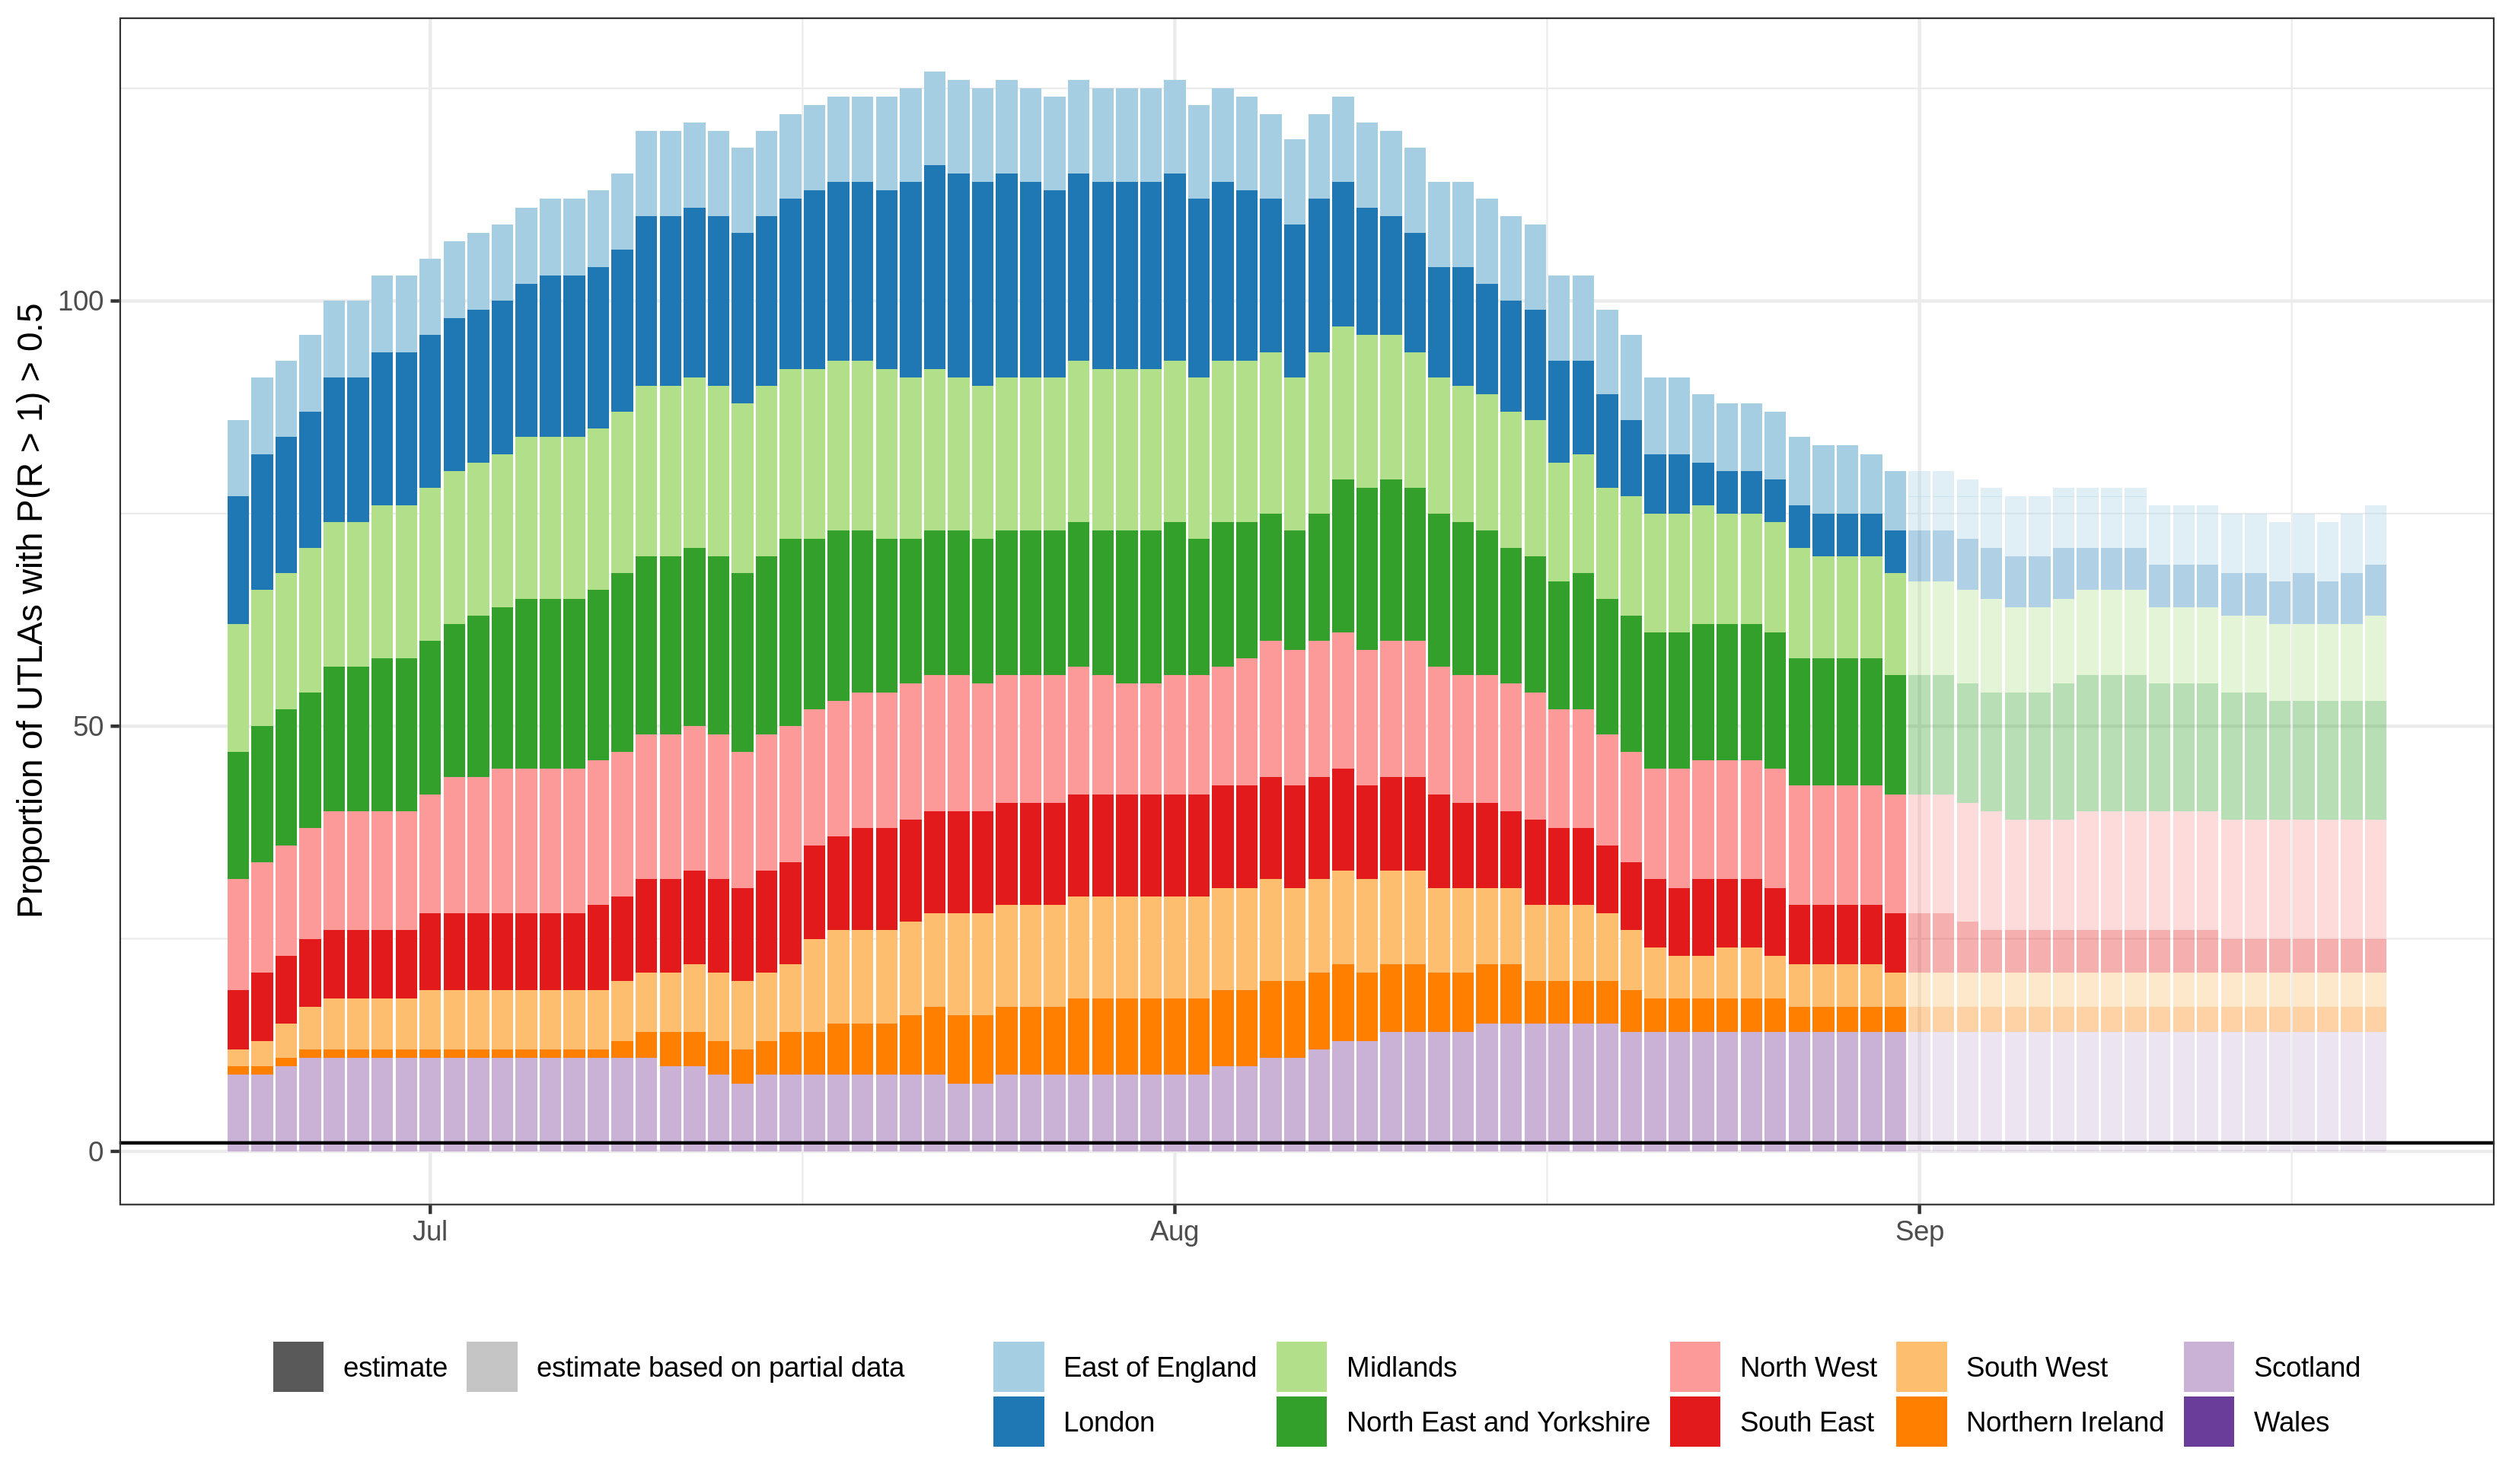 Proportion of UTLAs with P(R > 1) > 0.5
100
50
0
Jul Aug Sep
estimate estimate based on partial data East of England Midlands North West South West Scotland
London North East and Yorkshire South East Northern Ireland Wales